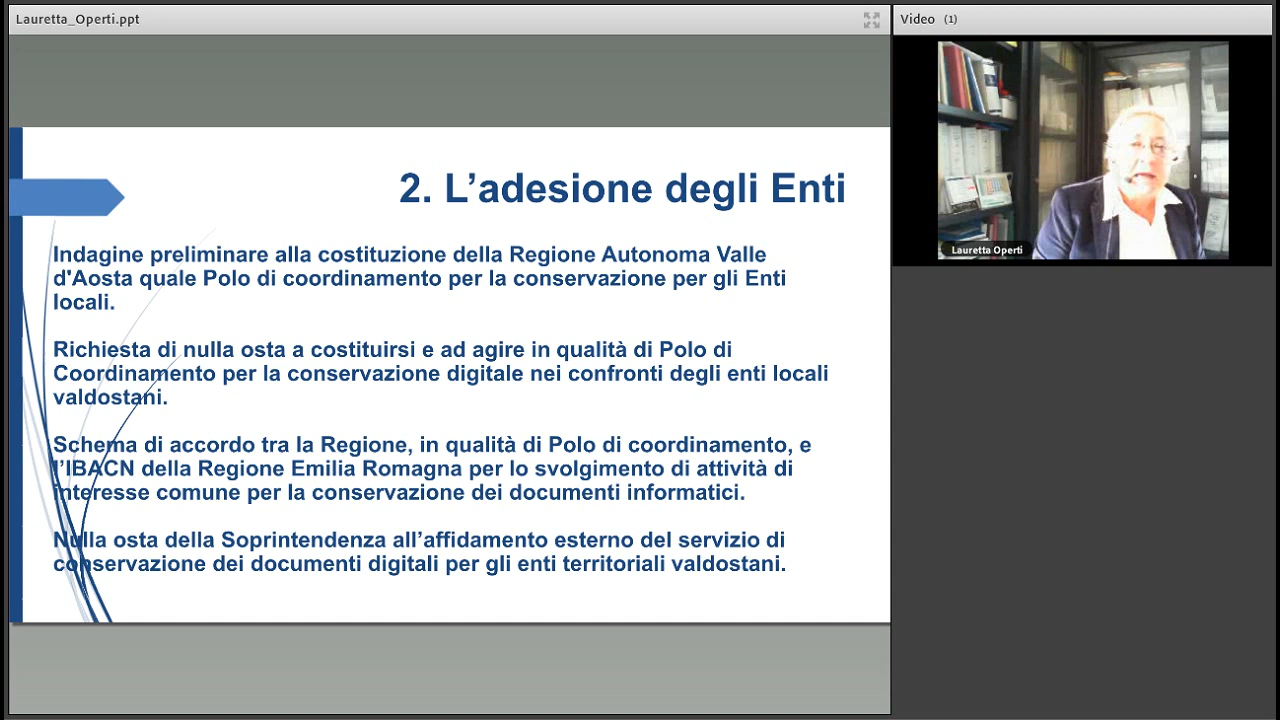 Lauretta_Operti.ppt
Video (1)
Lauretta Operti
2. L’adesione degli Enti
Indagine preliminare alla costituzione della Regione Autonoma Valle
d'Aosta quale Polo di coordinamento per la conservazione per gli Enti
locali.
Richiesta di nulla osta a costituirsi e ad agire in qualità di Polo di
Coordinamento per la conservazione digitale nei confronti degli enti locali
valdostani.
Schema di accordo tra la Regione, in qualità di Polo di coordinamento, e
l’IBACN della Regione Emilia Romagna per lo svolgimento di attività di
interesse comune per la conservazione dei documenti informatici.
Nulla osta della Soprintendenza all’affidamento esterno del servizio di
conservazione dei documenti digitali per gli enti territoriali valdostani.